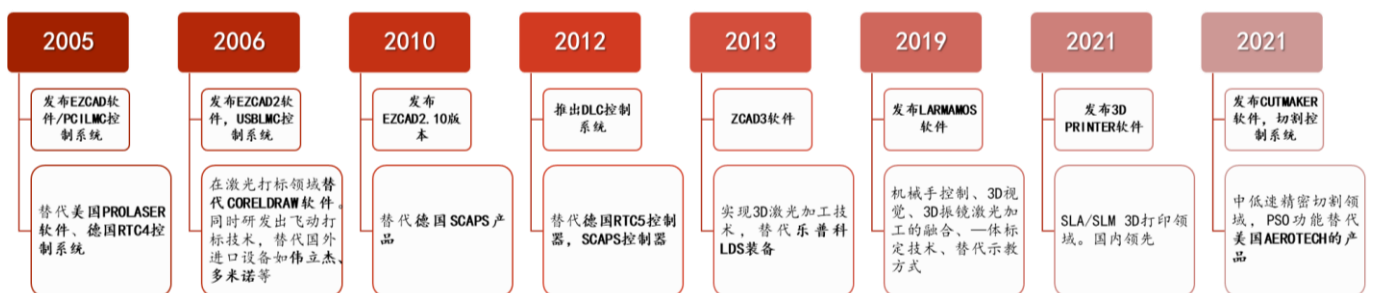 2005
发布EZCAD软
件/PCILMC控
制系统
替代美国PROLASER
软件、德国RTC4控
制系统
2006
发布EZCAD2软
件, USBLMC控
制系统
在激光打标领域替
代CORELDRAW软件。
同时研发出飞动打
标技术, 替代国外
进口设备如伟立杰、
多米诺等
2010
发布
EZCAD2.10版
本
替代德国SCAPS产
品
2012
推出DLC控制
系统
替代德国RTC5控制
器, SCAPS控制器
2013
ZCAD3软件
实现3D激光加工技
术, 替代乐普科
LDS装备
2019
发布LARMAMOS
软件
机械手控制、3D视
觉、3D振镜激光加
工的融合、一体标
定技术、替代示教
方式
2021
发布3D
PRINTER软件
SLA/SLM 3D打印领
域。国内领先
2021
发布CUTMAKER
软件, 切割控
制系统
中低速精密切割领
域, PSO功能替代
美国AEROTECH的产
品